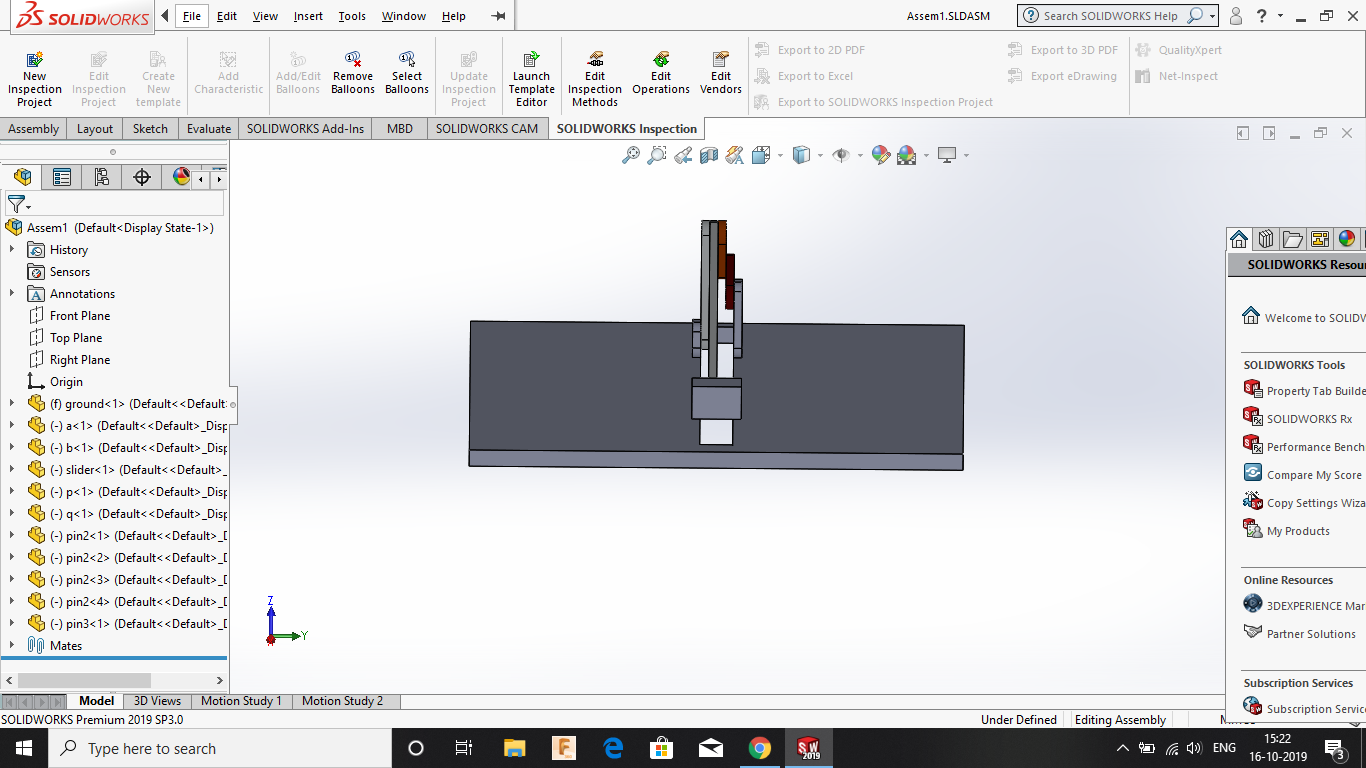 SOLIDWORKS
File Edit View Insert Tools Window Help
Assem1.SLDASM
Search SOLIDWORKS Help
?
New Inspection Project
Edit Inspection Project
Create New template
Add Characteristic
Add/Edit Balloons
Remove Balloons
Select Balloons
Update Inspection Project
Launch Template Editor
Edit Inspection Methods
Edit Operations
Edit Vendors
Export to 2D PDF
Export to Excel
Export to SOLIDWORKS Inspection Project
Export to 3D PDF
Export eDrawing
QualityXpert
Net-Inspect
Assembly Layout Sketch Evaluate SOLIDWORKS Add-Ins MBD SOLIDWORKS CAM SOLIDWORKS Inspection
Assem1 (Default<Display State-1>)
History
Sensors
Annotations
Front Plane
Top Plane
Right Plane
Origin
(f) ground<1> (Default<<Default
(-) a<1> (Default<<Default>_Disp
(-) b<1> (Default<<Default>_Disp
(-) slider<1> (Default<<Default>_
(-) p<1> (Default<<Default>_Disp
(-) q<1> (Default<<Default>_Disp
(-) pin2<1> (Default<<Default>_D
(-) pin2<2> (Default<<Default>_D
(-) pin2<3> (Default<<Default>_D
(-) pin2<4> (Default<<Default>_D
(-) pin3<1> (Default<<Default>_D
Mates
Z
Y
SOLIDWORKS Resour
Welcome to SOLIDW
SOLIDWORKS Tools
Property Tab Builde
SOLIDWORKS Rx
Performance Bench
Compare My Score
Copy Settings Wiza
My Products
Online Resources
3DEXPERIENCE Mar
Partner Solutions
Subscription Services
Subscription Service
Model 3D Views Motion Study 1 Motion Study 2
SOLIDWORKS Premium 2019 SP3.0
Under Defined Editing Assembly
Type here to search
SW 2019
ENG
15:22
16-10-2019
3